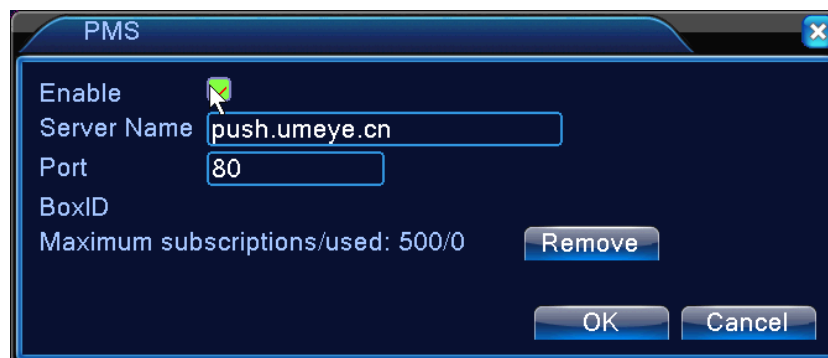 PMS
Enable
Server Name push.umeye.cn
Port 80
BoxID
Maximum subscriptions/used: 500/0 Remove
OK Cancel